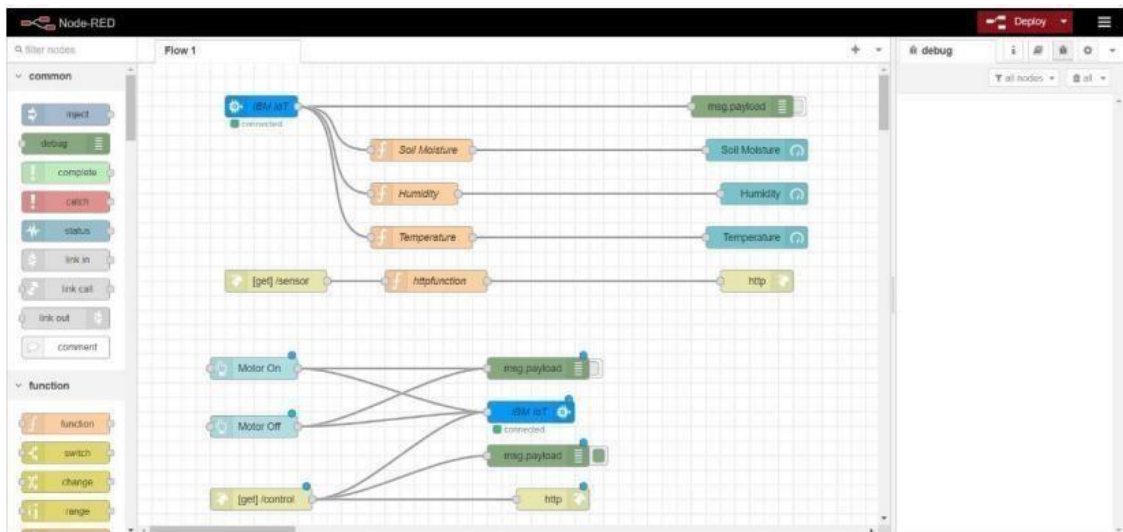 Node-RED
Deploy
filter nodes
Flow 1
debug
i
all nodes
all
common
inject
debug
complete
catch
status
link in
link call
link out
comment
function
function
switch
change
range
IBM IoT
connected
msg.payload
Soil Moisture
Soil Moisture
Humidity
Humidity
Temperature
Temperature
[get] /sensor
httpfunction
http
Motor On
msg.payload
Motor Off
IBM IoT
connected
msg.payload
[get] /control
http